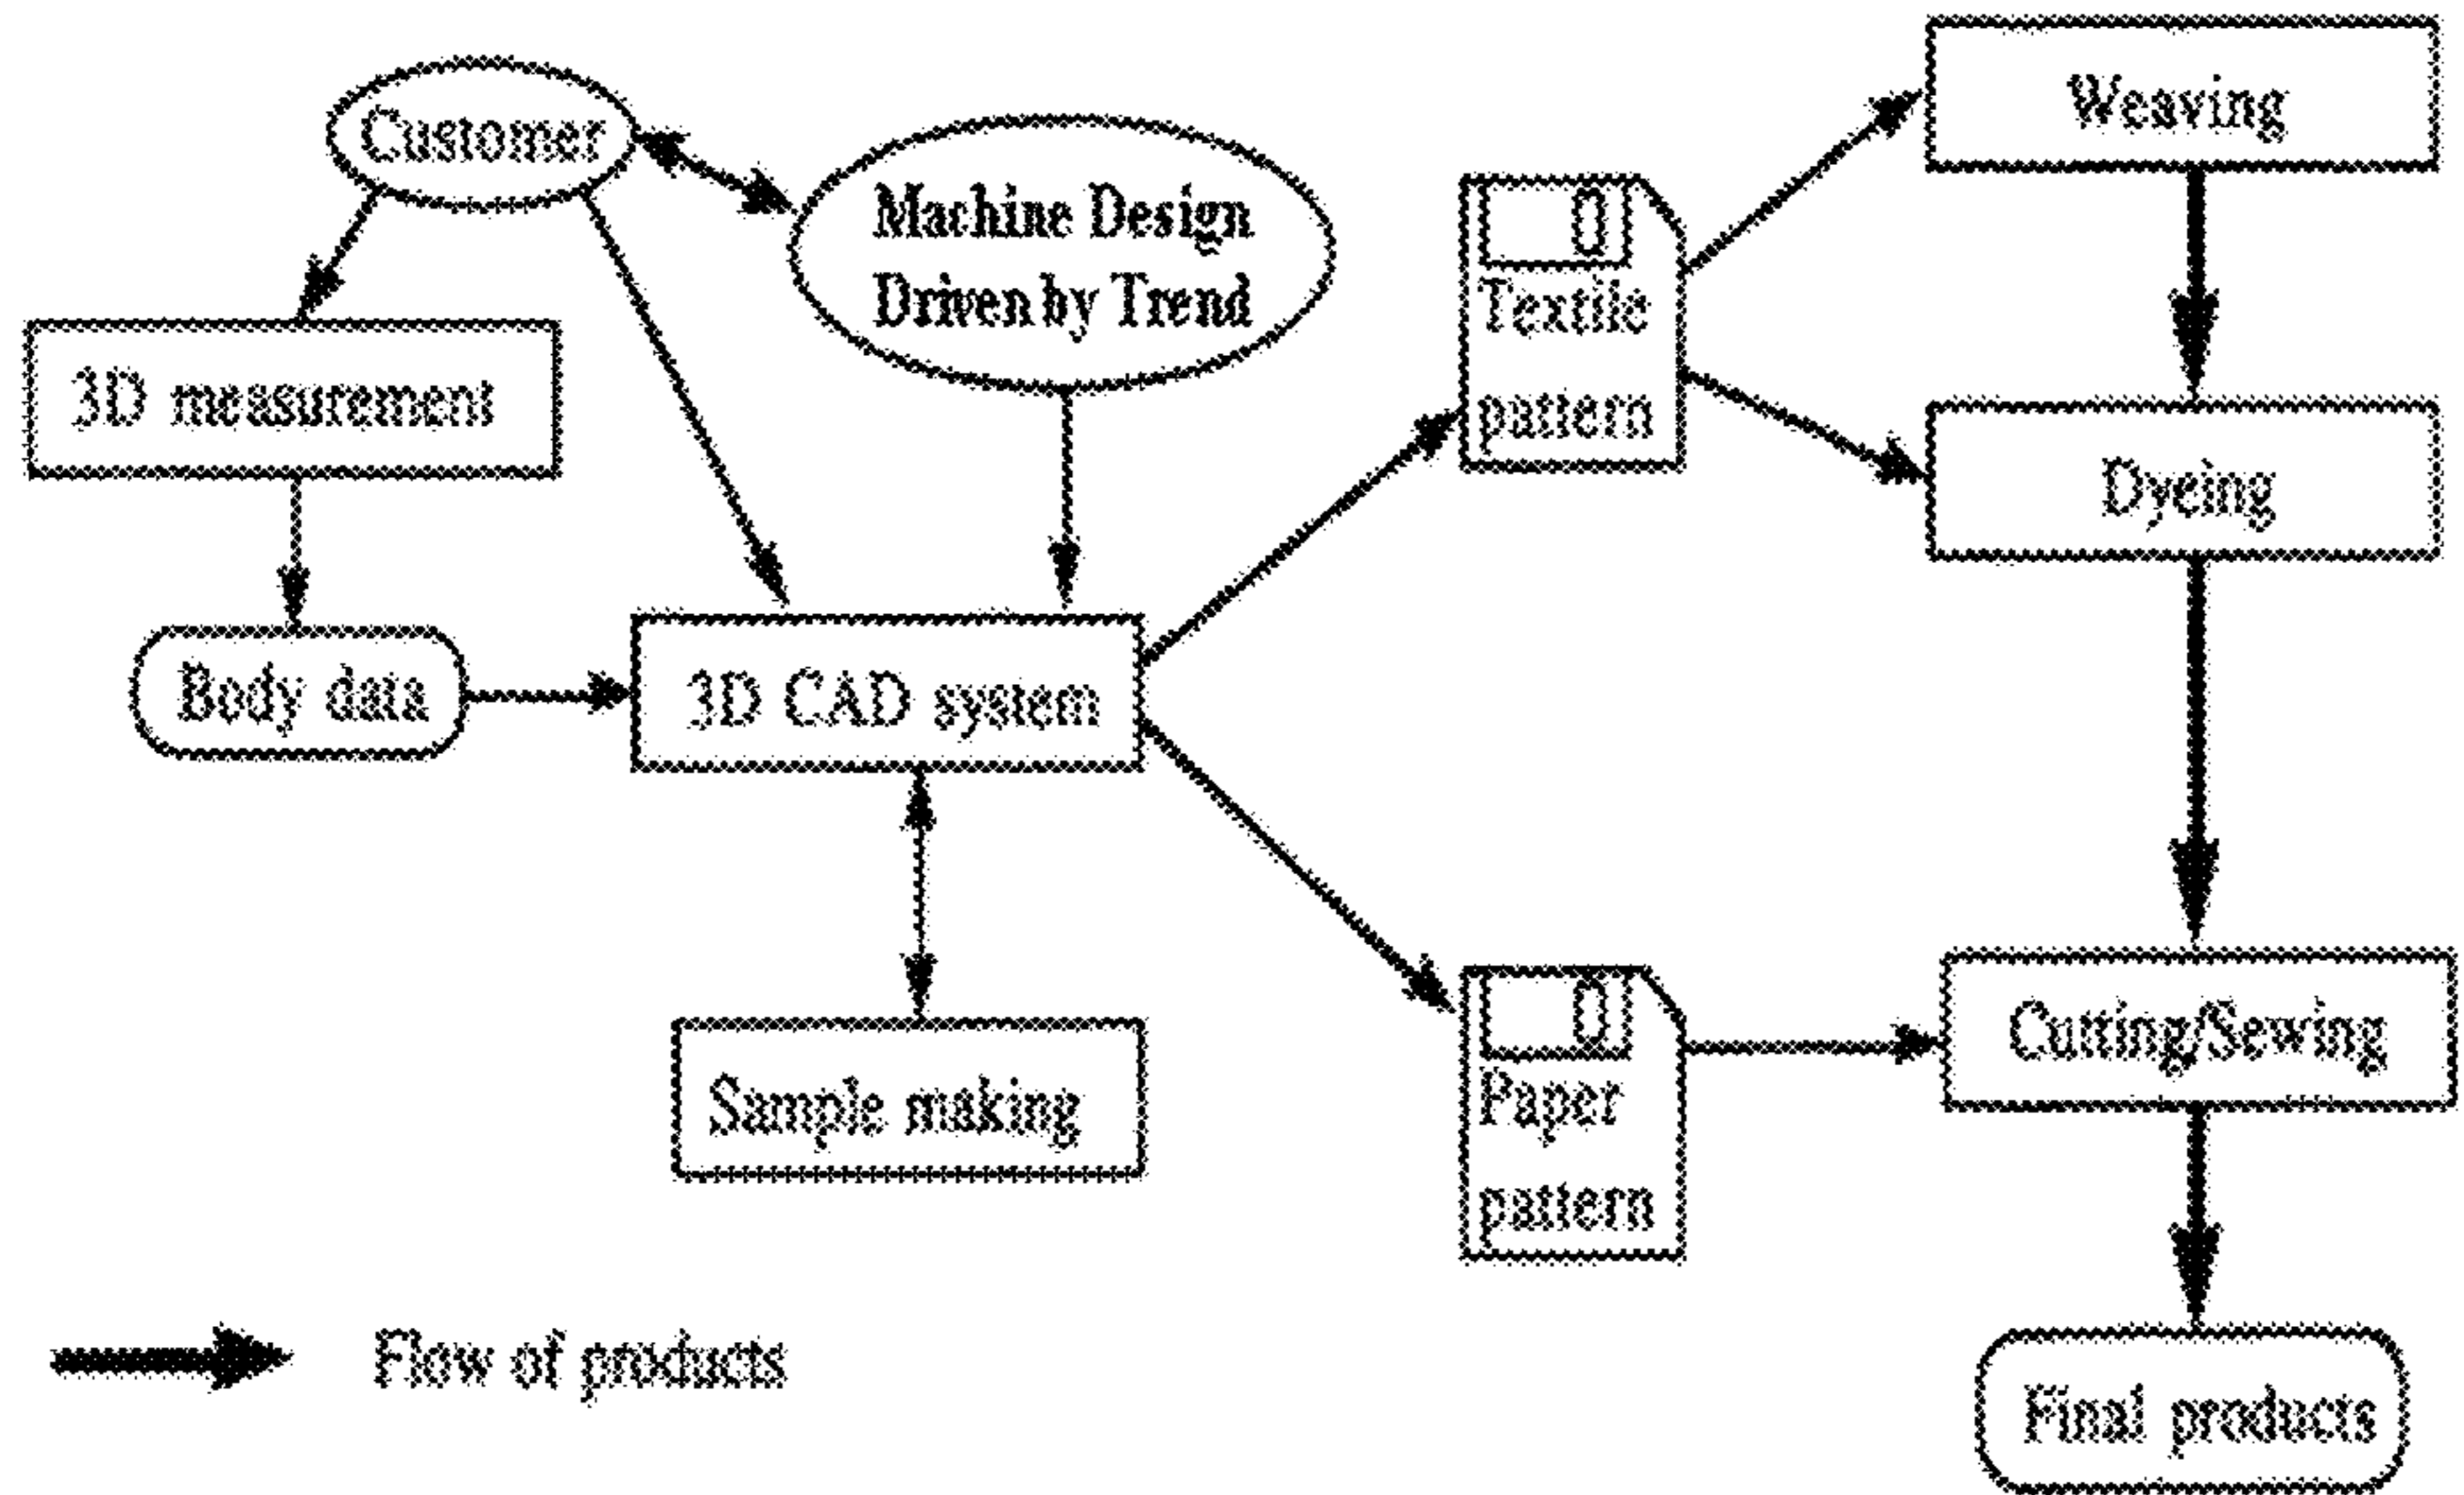 Customer
Machine Design
Driven by Trend
3D measurement
Body data
3D CAD system
Sample making
Textile
pattern
Paper
pattern
Weaving
Dyeing
Cutting/Sewing
Final products
Flow of products